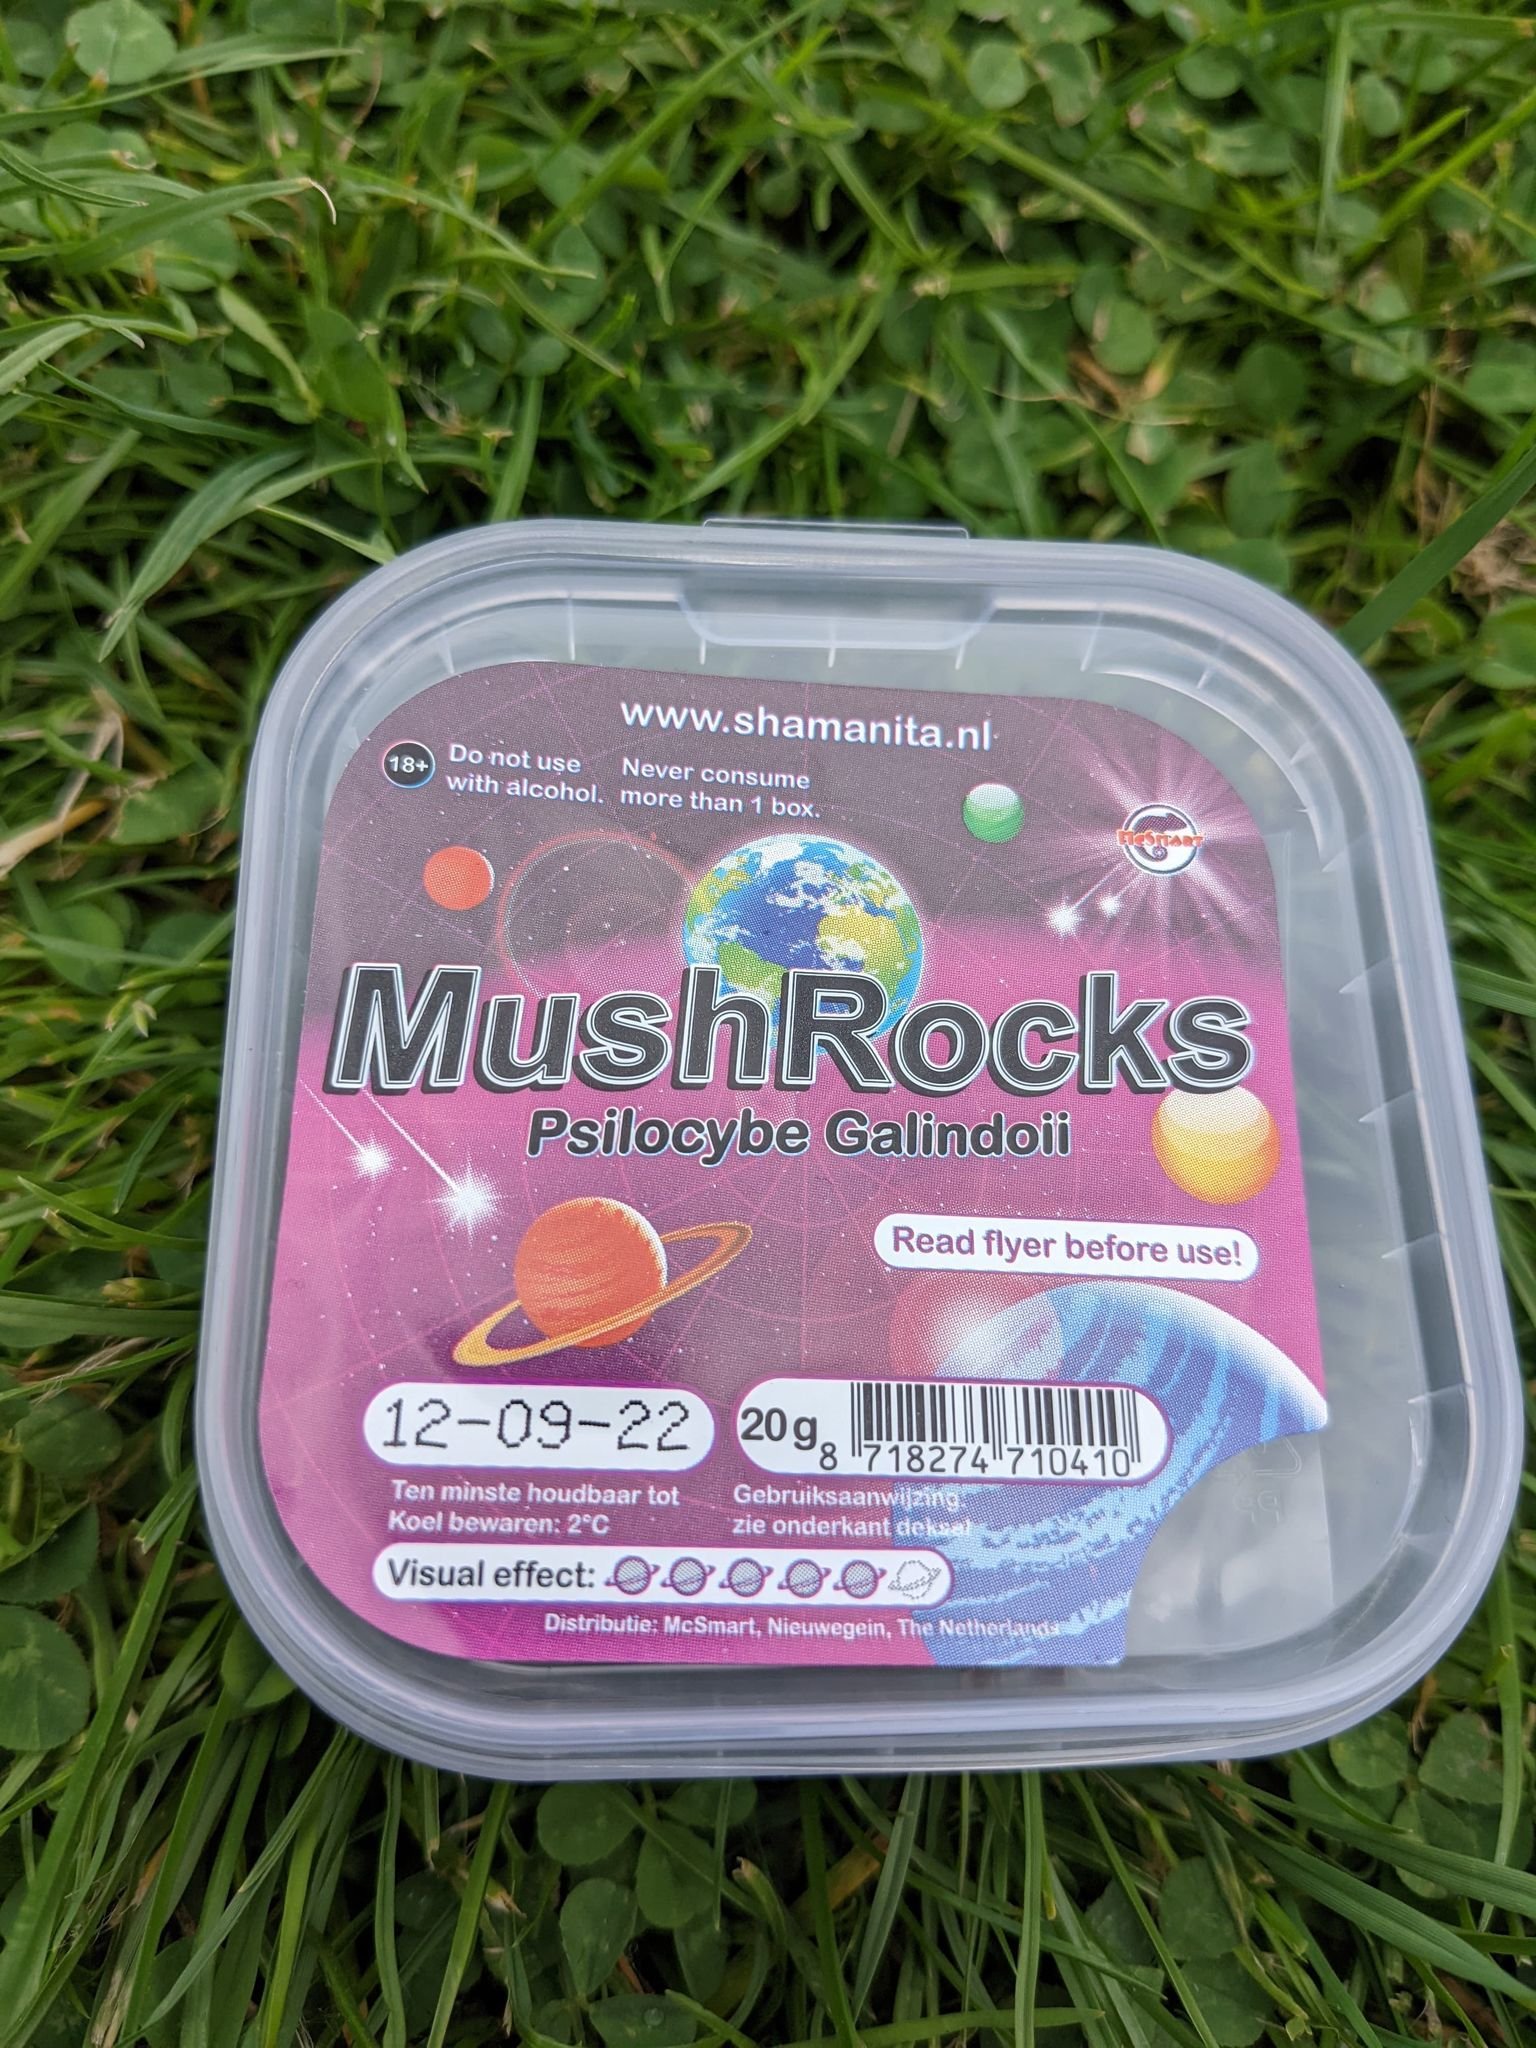 www.shamanita.nl
18+
Do not use
with alcohol.
Never consume
more than 1 box.
McSmart
MushRocks
Psilocybe Galindoii
Read flyer before use!
12-09-22
20g
8 718274 710410
Ten minste houdbaar tot
Koel bewaren: 2°C
Gebruiksaanwijzing:
zie onderkant deksel
Visual effect:
Distributie: McSmart, Nieuwegein, The Netherlands